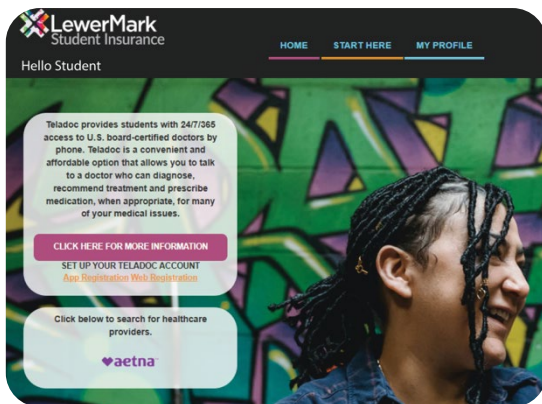 LewerMark
Student Insurance
HOME START HERE MY PROFILE
Hello Student
Teladoc provides students with 24/7/365
access to U.S. board-certified doctors by
phone. Teladoc is a convenient and
affordable option that allows you to talk
to a doctor who can diagnose,
recommend treatment and prescribe
medication, when appropriate, for many
of your medical issues.
CLICK HERE FOR MORE INFORMATION
SET UP YOUR TELADOC ACCOUNT
App Registration Web Registration
Click below to search for healthcare
providers.
aetna